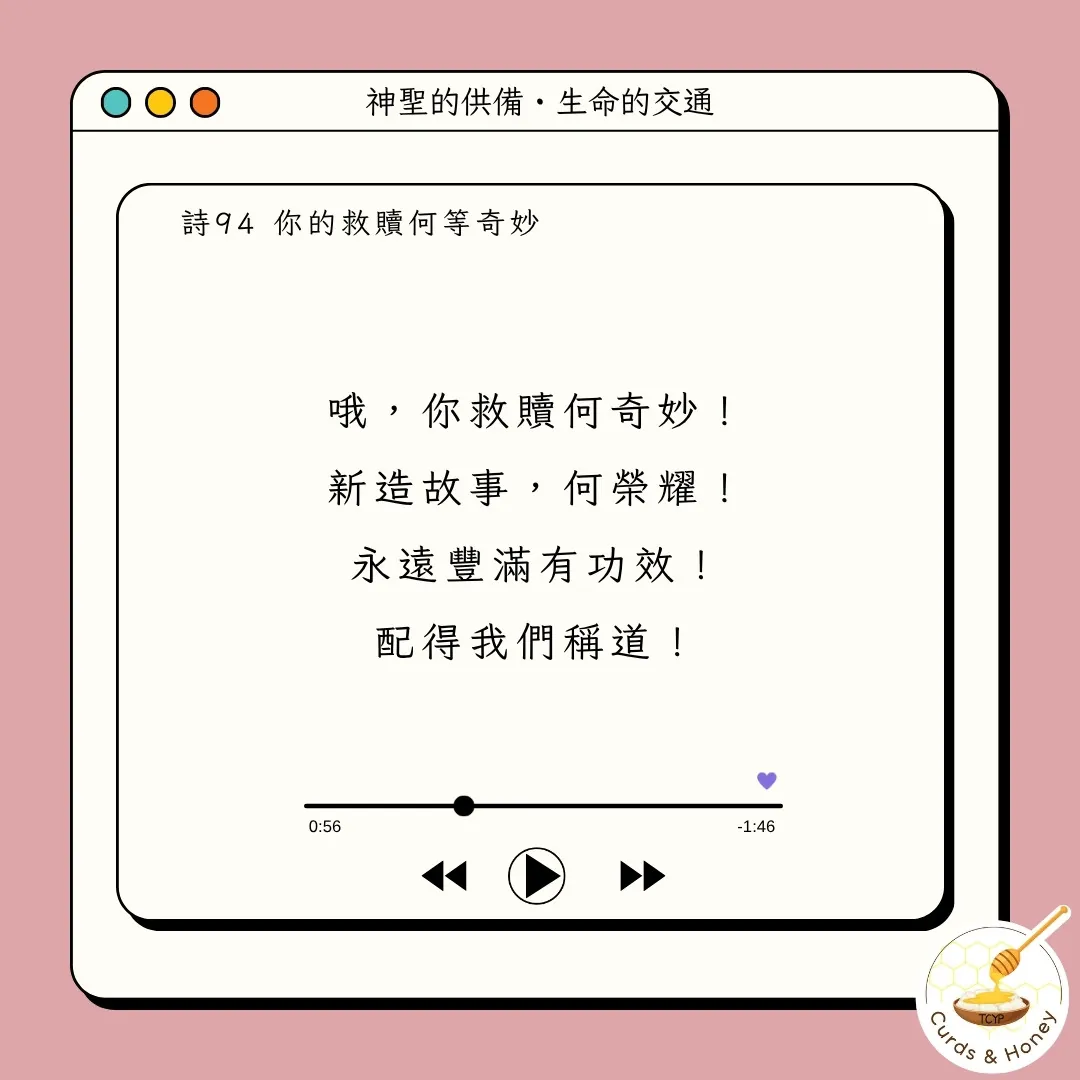 神聖的供備・生命的交通
詩94 你的救贖何等奇妙
哦，你救贖何奇妙！
新造故事，何榮耀！
永遠豐滿有功效！
配得我們稱道！
0:56
-1:46
TCYP
Curds & Honey